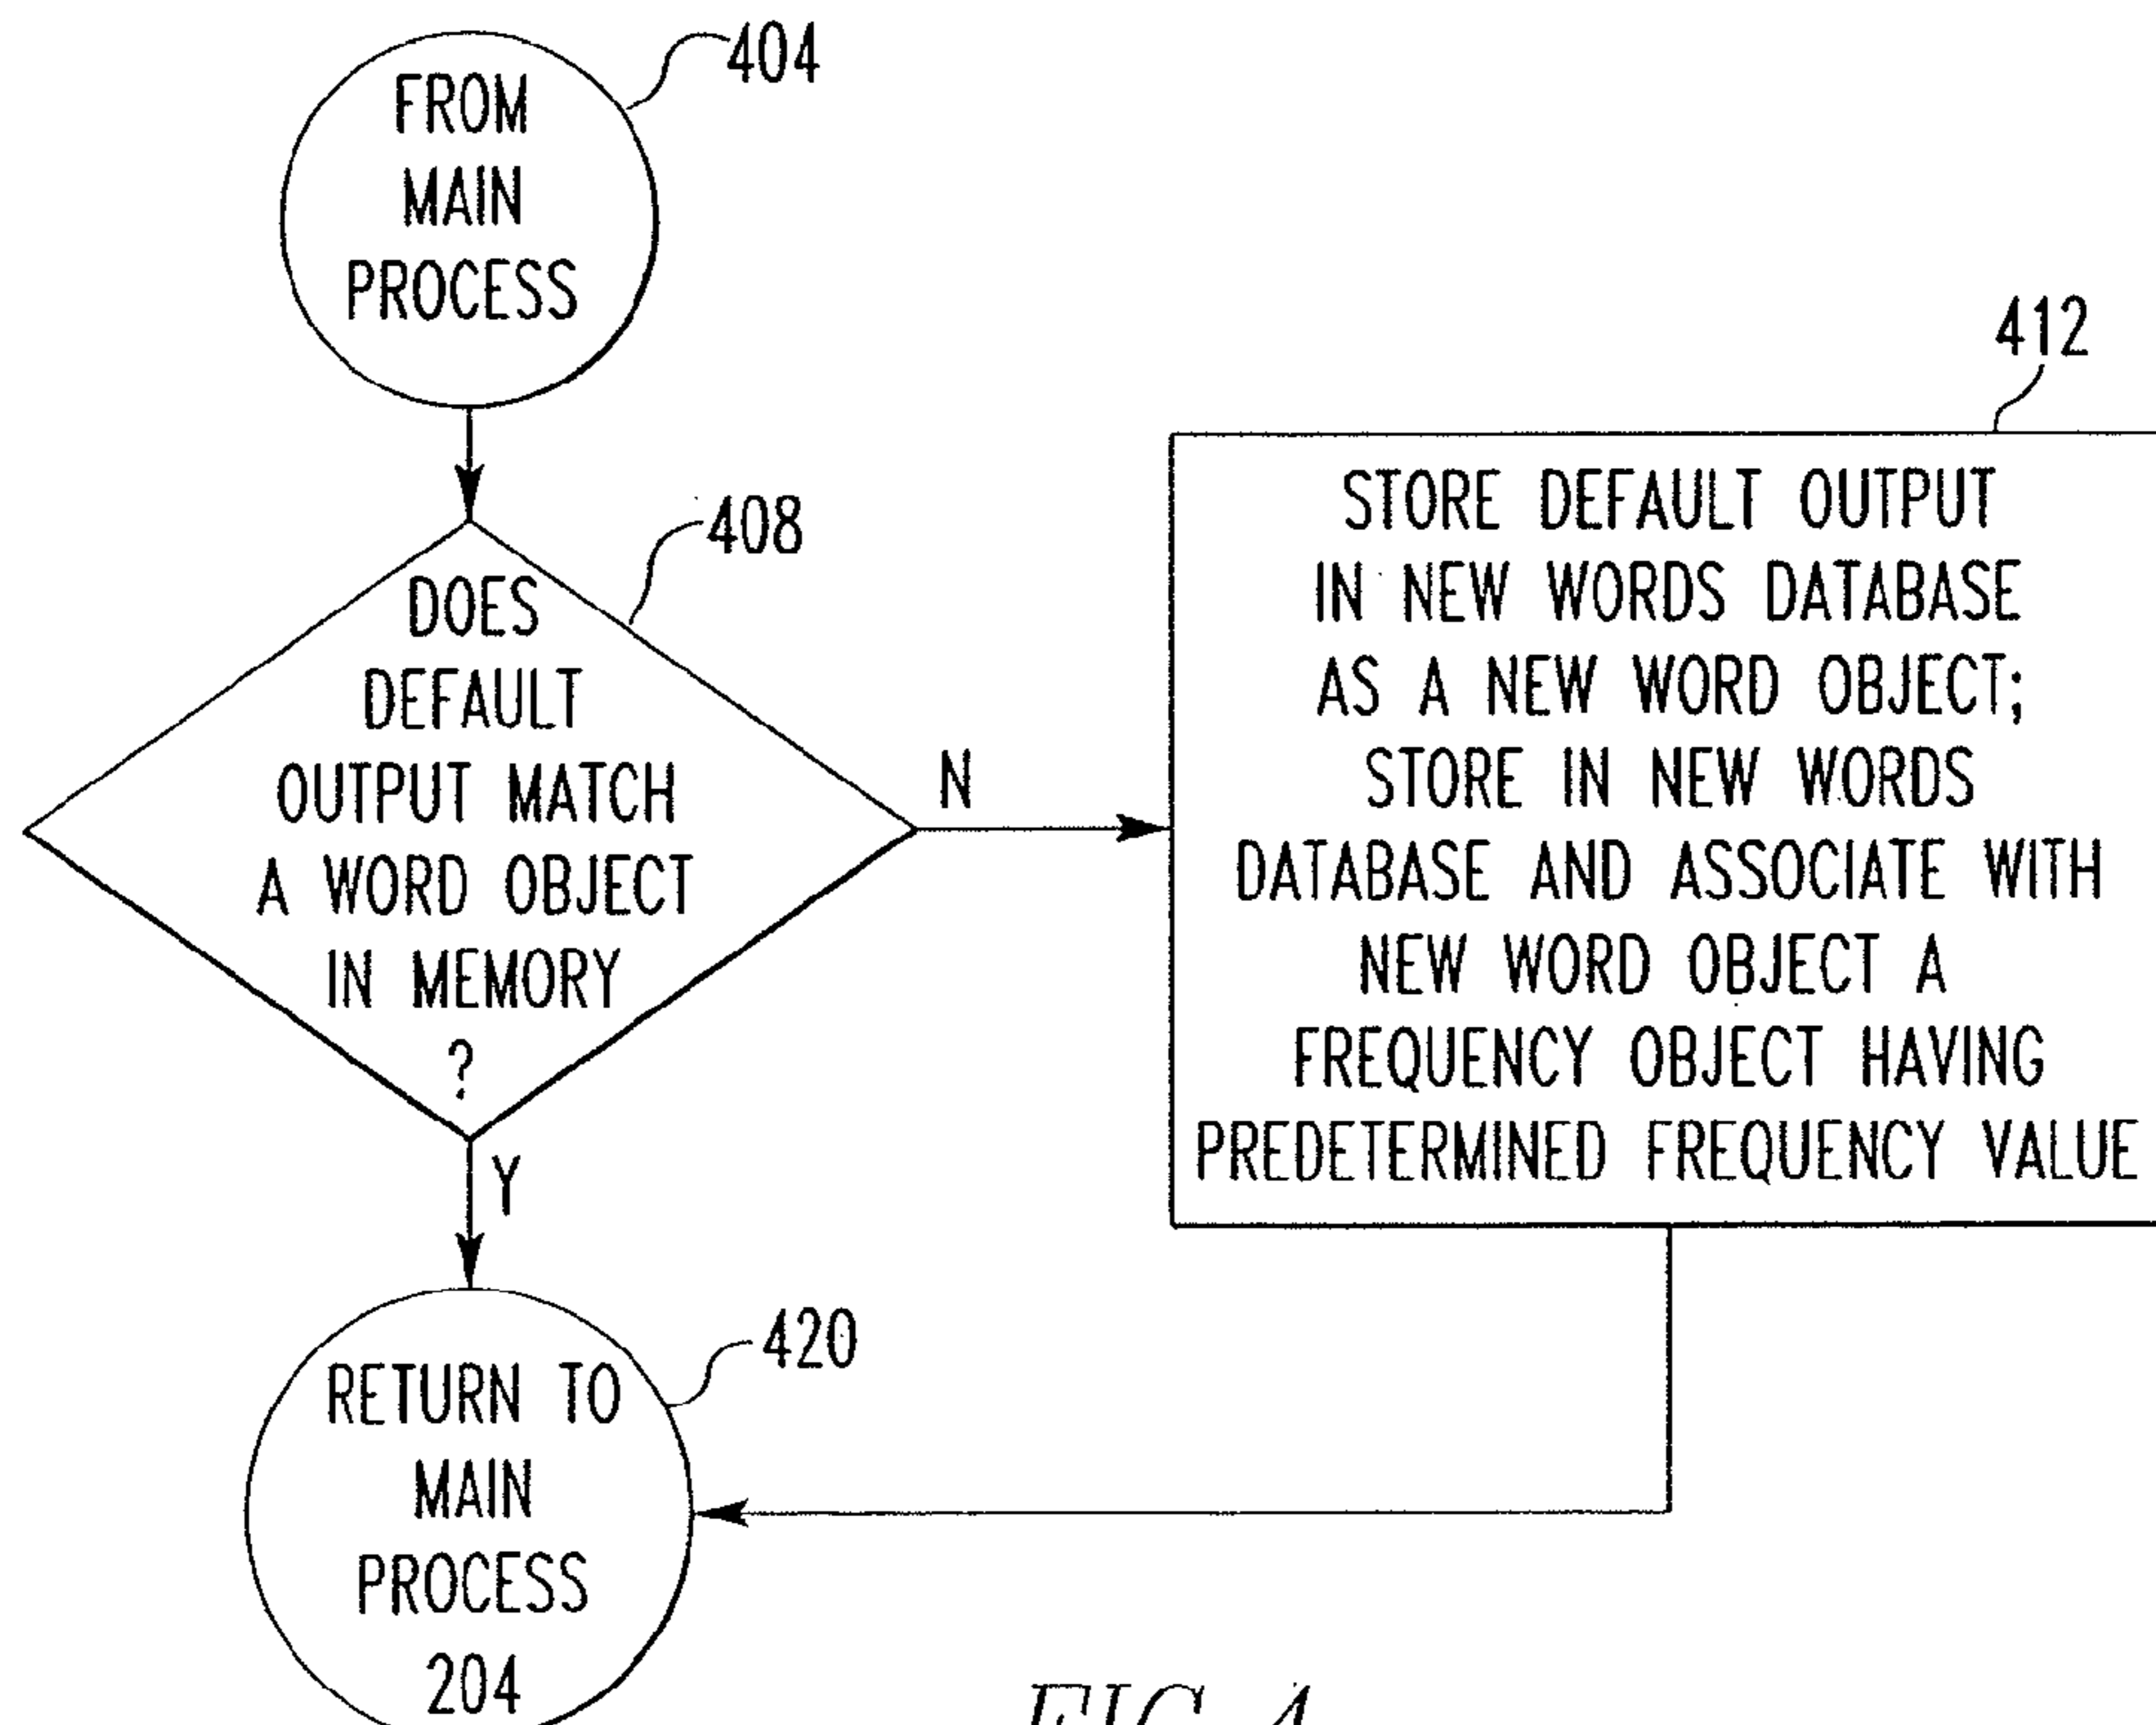 404
FROM
MAIN
PROCESS
408
DOES
DEFAULT
OUTPUT MATCH
A WORD OBJECT
IN MEMORY
?
N
Y
412
STORE DEFAULT OUTPUT
IN NEW WORDS DATABASE
AS A NEW WORD OBJECT;
STORE IN NEW WORDS
DATABASE AND ASSOCIATE WITH
NEW WORD OBJECT A
FREQUENCY OBJECT HAVING
PREDETERMINED FREQUENCY VALUE
420
RETURN TO
MAIN
PROCESS
204
FIG. 4